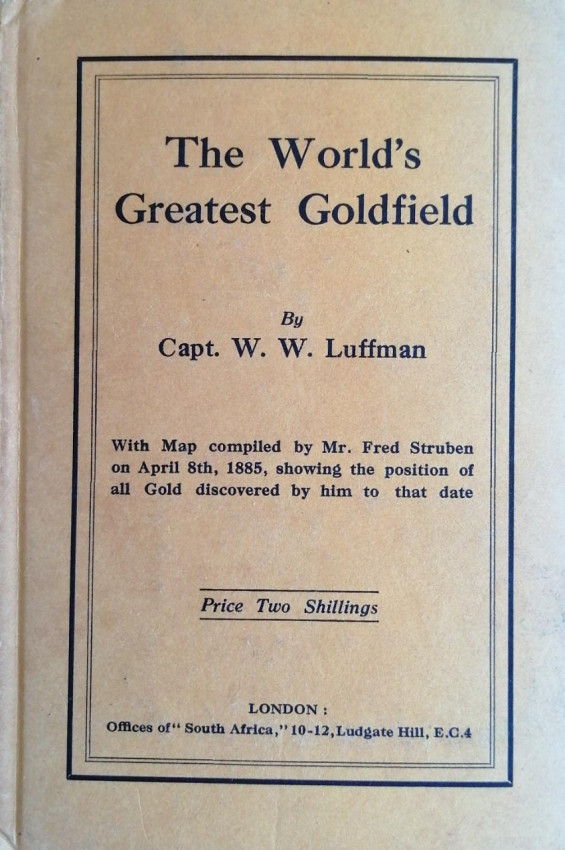 The World's
Greatest Goldfield
By
Capt. W. W. Luffman
With Map compiled by Mr. Fred Struben
on April 8th, 1885, showing the position of
all Gold discovered by him to that date
Price Two Shillings
LONDON :
Offices of "South Africa," 10-12, Ludgate Hill, E.C.4